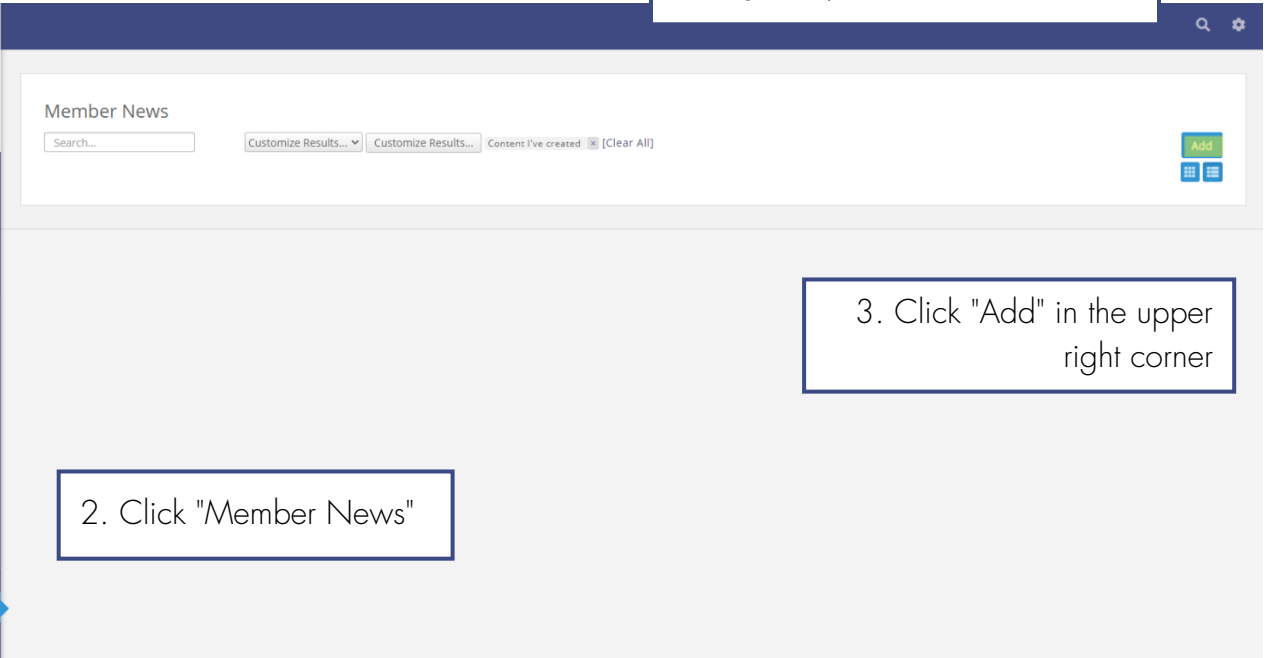 Member News
Search...
Customize Results... Customize Results... Content I've created [Clear All]
Add
3. Click "Add" in the upper
right corner
2. Click "Member News"